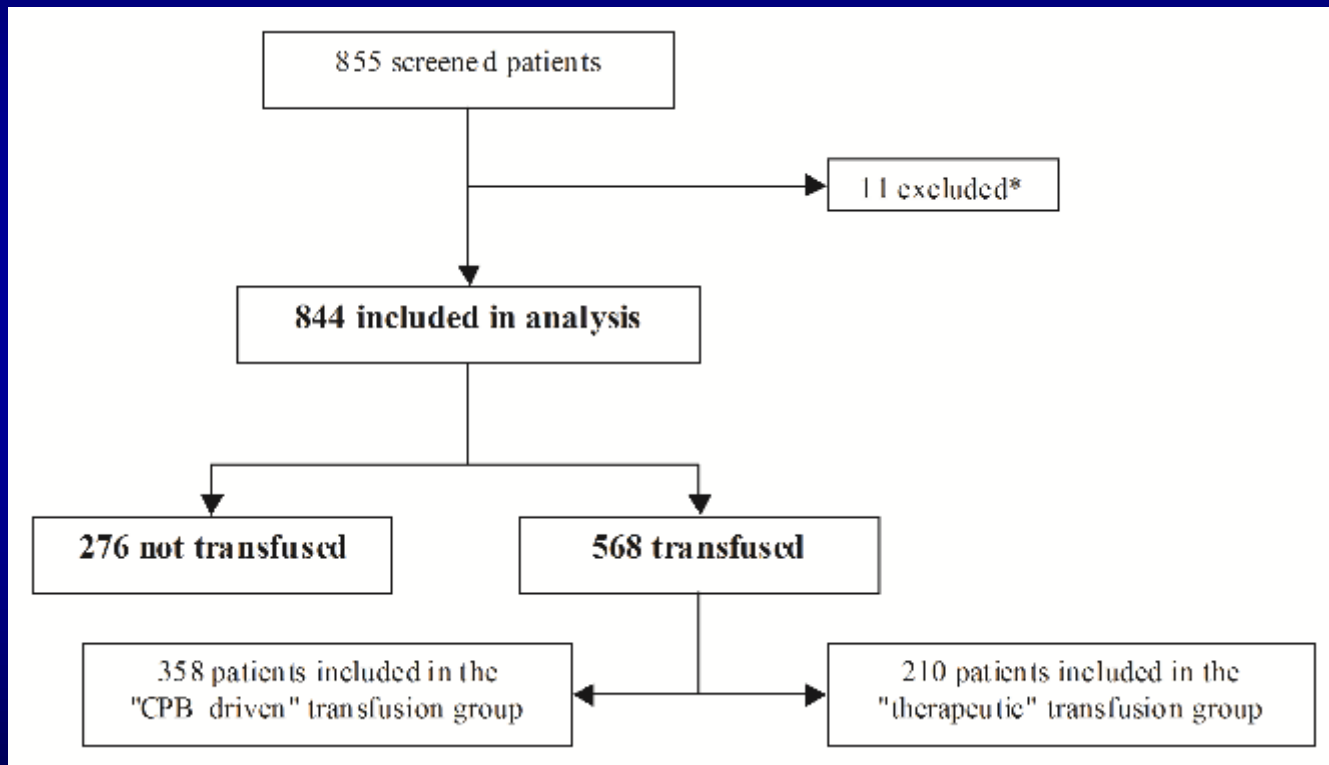 855 screened patients
11 excluded*
844 included in analysis
276 not transfused
568 transfused
358 patients included in the
"CPB driven" transfusion group
210 patients included in the
"therapeutic" transfusion group